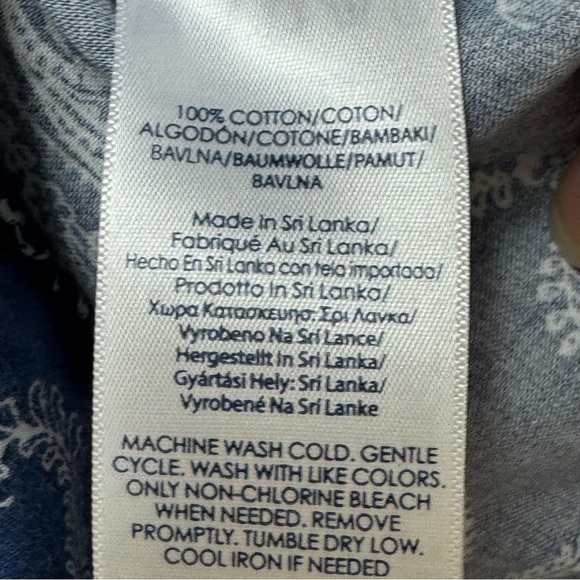 100% COTTON/COTON/
ALGODÓN/COTONE/BAMBAKI/
BAVLNA/BAUMWOLLE/PAMUT/
BAVLNA
Made In Sri Lanka/
Fabriqué Au Sri Lanka/
Hecho En Sri Lanka con tela importada/
Prodotto In Sri Lanka/
Χωρα Κατασκευησ: Σρι Λανκα/
Vyrobeno Na Srí Lance/
Hergestellt In Sri Lanka/
Gyártási Hely: Srí Lanka/
Vyrobené Na Srí Lanke
MACHINE WASH COLD. GENTLE
CYCLE. WASH WITH LIKE COLORS.
ONLY NON-CHLORINE BLEACH
WHEN NEEDED. REMOVE
PROMPTLY. TUMBLE DRY LOW.
COOL IRON IF NEEDED